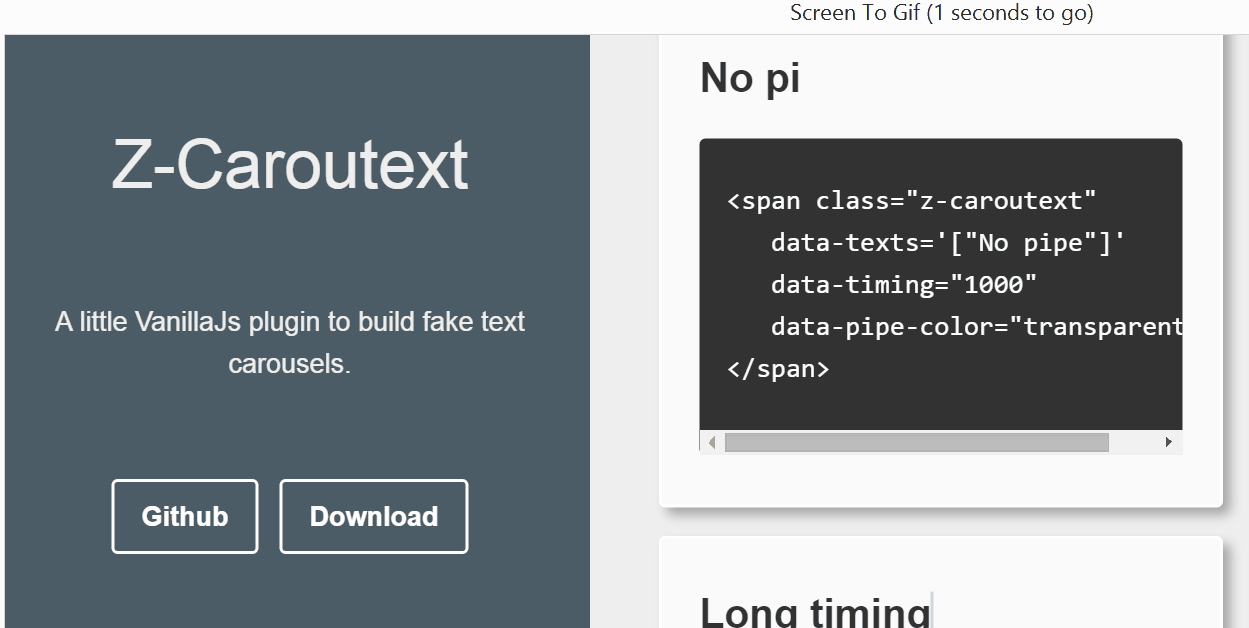 Screen To Gif (1 seconds to go)
Z-Caroutext
A little VanillaJs plugin to build fake text
carousels.
Github
Download
No pi
<span class="z-caroutext"
data-texts='["No pipe"]'
data-timing="1000"
data-pipe-color="transparent
</span>
Long timing